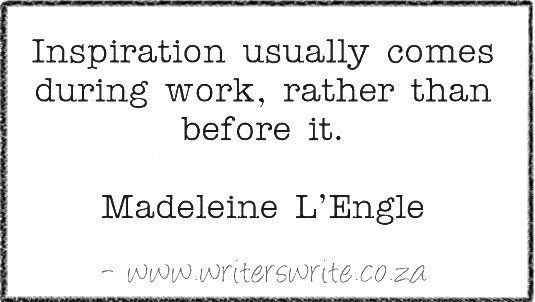 Inspiration usually comes
during work, rather than
before it.
Madeleine L'Engle
- www.writerswrite.co.za